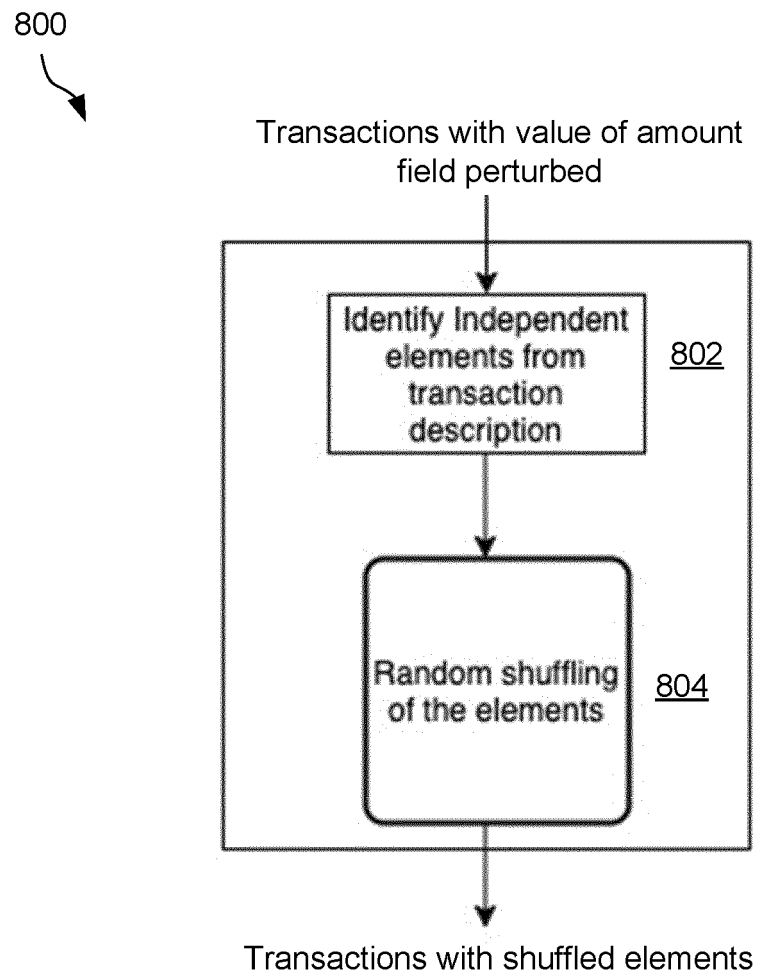 800
Transactions with value of amount
field perturbed
Identify Independent
elements from
transaction
description
802
Random shuffling
of the elements
804
Transactions with shuffled elements